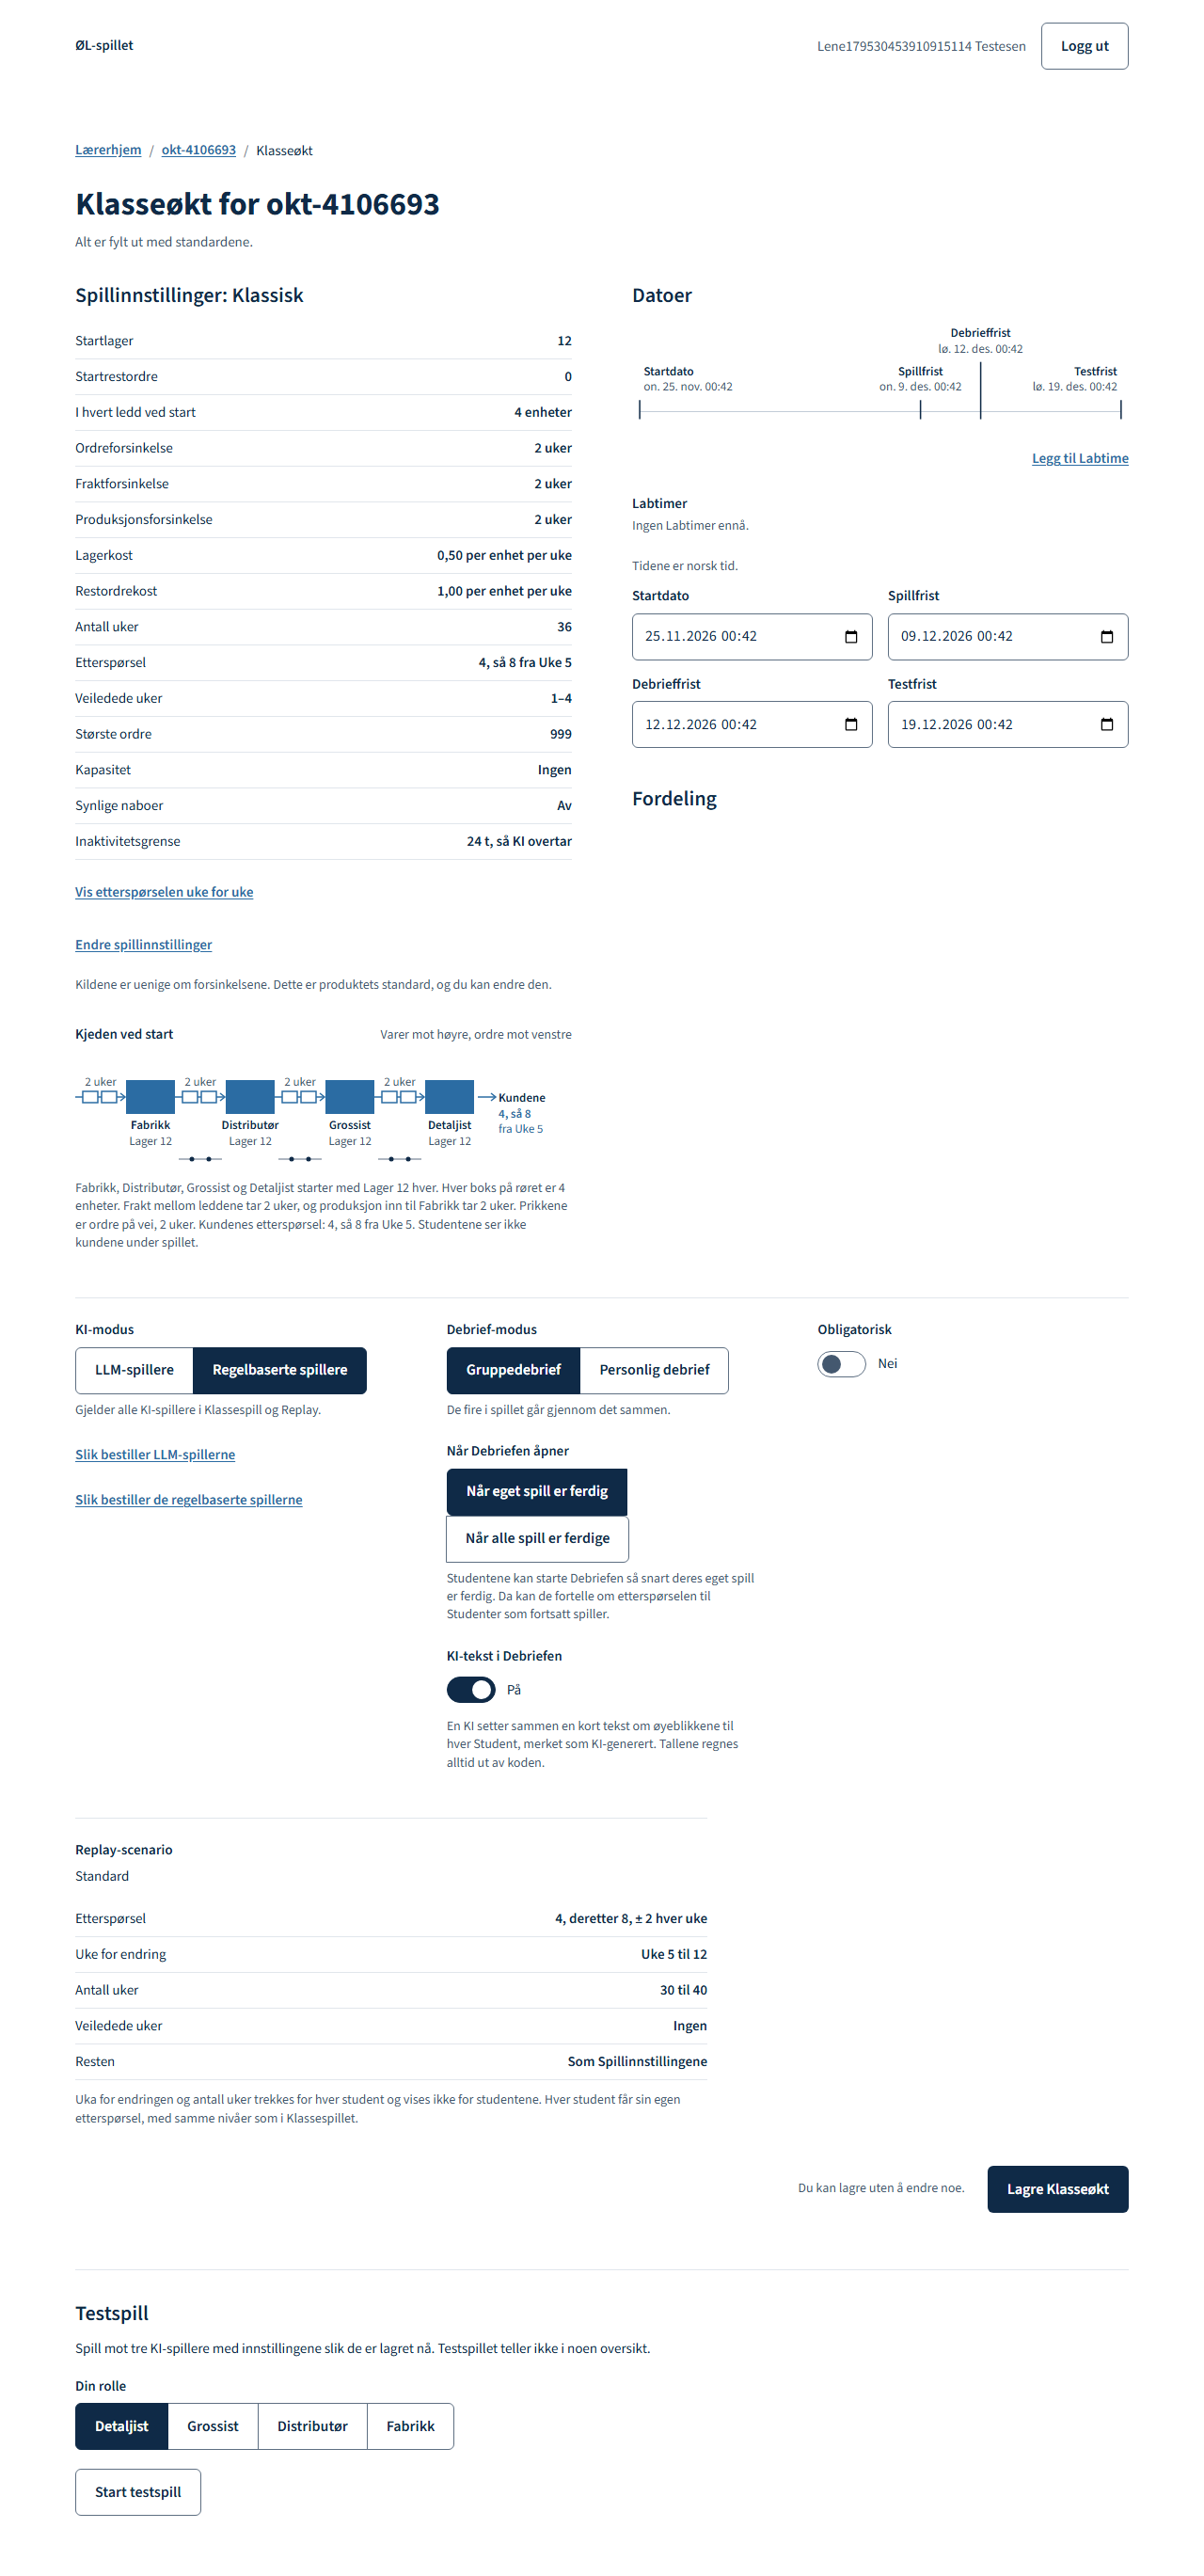 ØL-spillet
Lene179530453910915114 Testesen
Logg ut
Lærerhjem / okt-4106693 / Klasseøkt
Klasseøkt for okt-4106693
Alt er fylt ut med standardene.
Spillinnstillinger: Klassisk
Startlager 12
Startrestordre 0
I hvert ledd ved start 4 enheter
Ordreforsinkelse 2 uker
Fraktforsinkelse 2 uker
Produksjonsforsinkelse 2 uker
Lagerkost 0,50 per enhet per uke
Restordrekost 1,00 per enhet per uke
Antall uker 36
Etterspørsel 4, så 8 fra Uke 5
Veiledede uker 1–4
Største ordre 999
Kapasitet Ingen
Synlige naboer Av
Inaktivitetsgrense 24 t, så KI overtar
Vis etterspørselen uke for uke
Endre spillinnstillinger
Kildene er uenige om forsinkelsene. Dette er produktets standard, og du kan endre den.
Kjeden ved start
Varer mot høyre, ordre mot venstre
2 uker 2 uker 2 uker 2 uker
Kundene
4, så 8
fra Uke 5
Fabrikk Distributør Grossist Detaljist
Lager 12 Lager 12 Lager 12 Lager 12
Fabrikk, Distributør, Grossist og Detaljist starter med Lager 12 hver. Hver boks på røret er 4
enheter. Frakt mellom leddene tar 2 uker, og produksjon inn til Fabrikk tar 2 uker. Prikkene
er ordre på vei, 2 uker. Kundenes etterspørsel: 4, så 8 fra Uke 5. Studentene ser ikke
kundene under spillet.
Datoer
Debrieffrist
lø. 12. des. 00:42
Startdato Spillfrist Testfrist
on. 25. nov. 00:42 on. 9. des. 00:42 lø. 19. des. 00:42
Legg til Labtime
Labtimer
Ingen Labtimer ennå.
Tidene er norsk tid.
Startdato Spillfrist
25.11.2026 00:42 09.12.2026 00:42
Debrieffrist Testfrist
12.12.2026 00:42 19.12.2026 00:42
Fordeling
KI-modus
LLM-spillere Regelbaserte spillere
Gjelder alle KI-spillere i Klassespill og Replay.
Slik bestiller LLM-spillerne
Slik bestiller de regelbaserte spillerne
Debrief-modus
Gruppedebrief Personlig debrief
De fire i spillet går gjennom det sammen.
Når Debriefen åpner
Når eget spill er ferdig
Når alle spill er ferdige
Studentene kan starte Debriefen så snart deres eget spill
er ferdig. Da kan de fortelle om etterspørselen til
Studenter som fortsatt spiller.
KI-tekst i Debriefen
På
En KI setter sammen en kort tekst om øyeblikkene til
hver Student, merket som KI-generert. Tallene regnes
alltid ut av koden.
Obligatorisk
Nei
Replay-scenario
Standard
Etterspørsel 4, deretter 8, ± 2 hver uke
Uke for endring Uke 5 til 12
Antall uker 30 til 40
Veiledede uker Ingen
Resten Som Spillinnstillingene
Uka for endringen og antall uker trekkes for hver student og vises ikke for studentene. Hver student får sin egen
etterspørsel, med samme nivåer som i Klassespillet.
Du kan lagre uten å endre noe.
Lagre Klasseøkt
Testspill
Spill mot tre KI-spillere med innstillingene slik de er lagret nå. Testspillet teller ikke i noen oversikt.
Din rolle
Detaljist Grossist Distributør Fabrikk
Start testspill